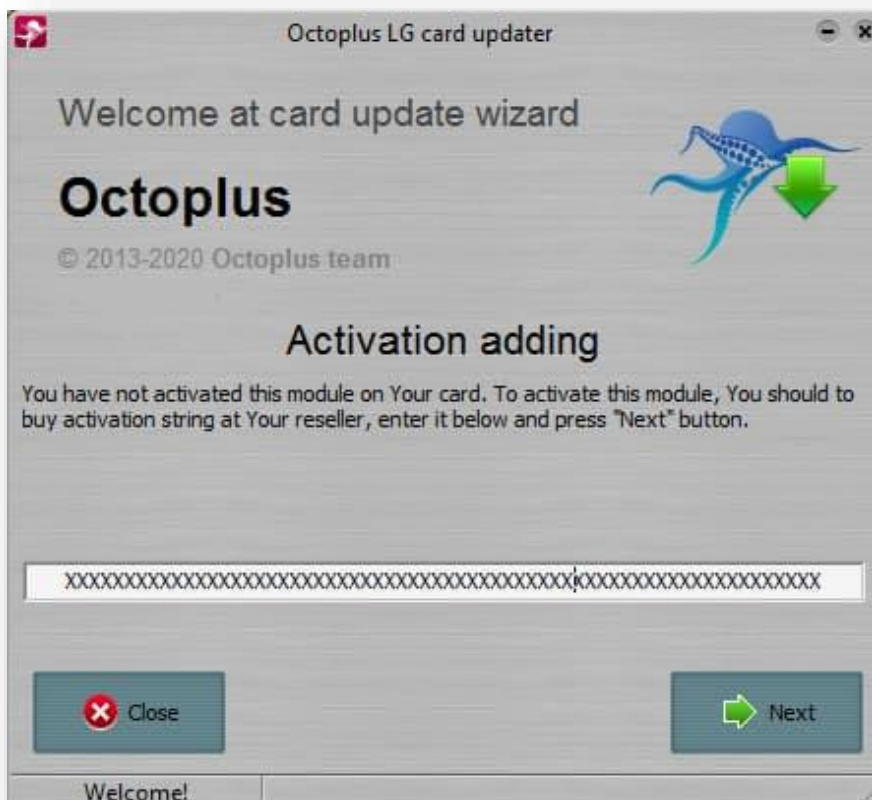 Octoplus LG card updater
Welcome at card update wizard
Octoplus
© 2013-2020 Octoplus team
Activation adding
You have not activated this module on Your card. To activate this module, You should to
buy activation string at Your reseller, enter it below and press "Next" button.
XXXXXXXXXXXXXXXXXXXXXXXXXXXXXXXXXXXXXXXXXXXXXXXXXXXXXXXXXXXXXXXX
Close
Next
Welcome!